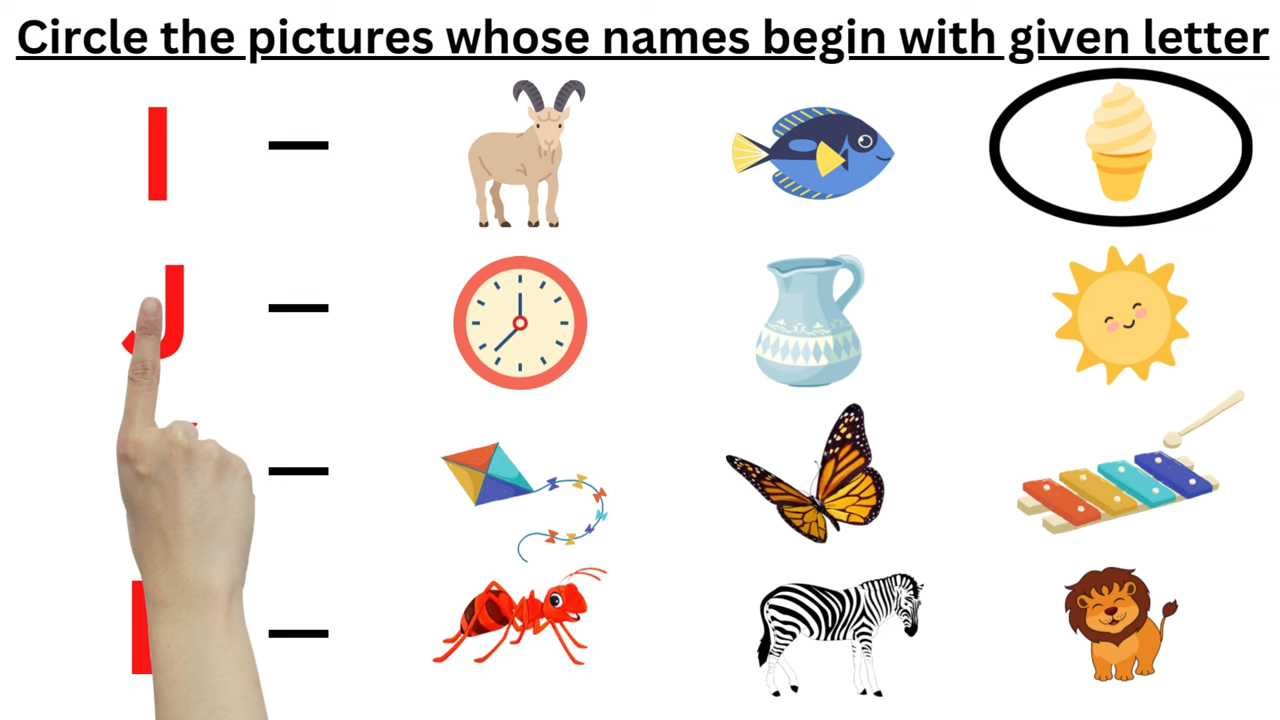 Circle the pictures whose names begin with given letter
I —
J —
—
—